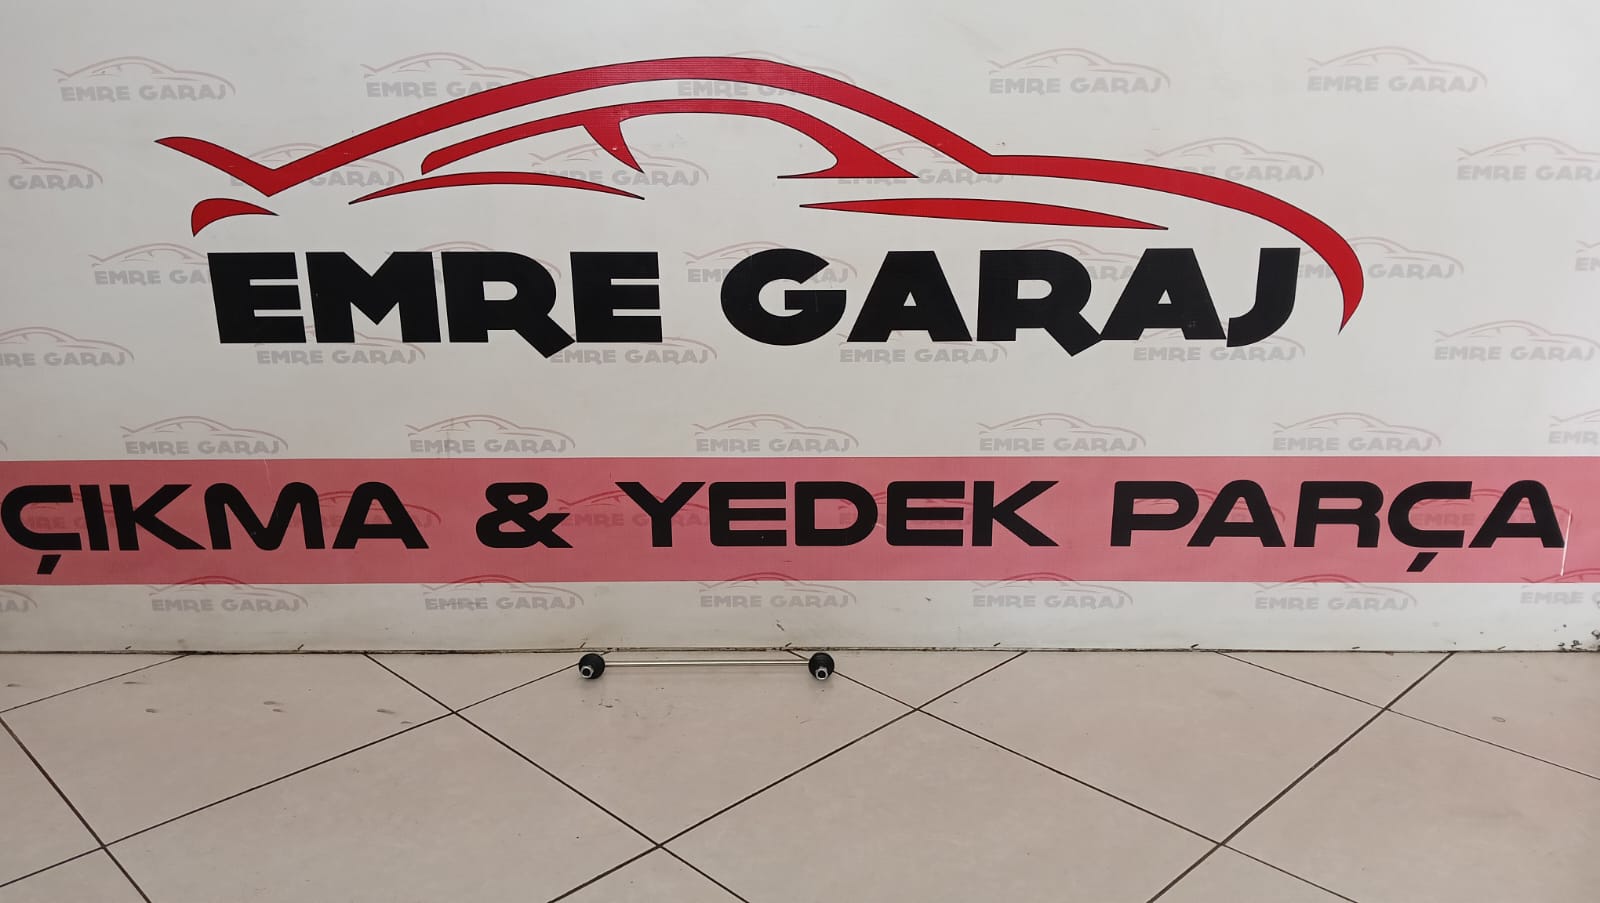 EMRE GARAJ
ÇIKMA & YEDEK PARÇA